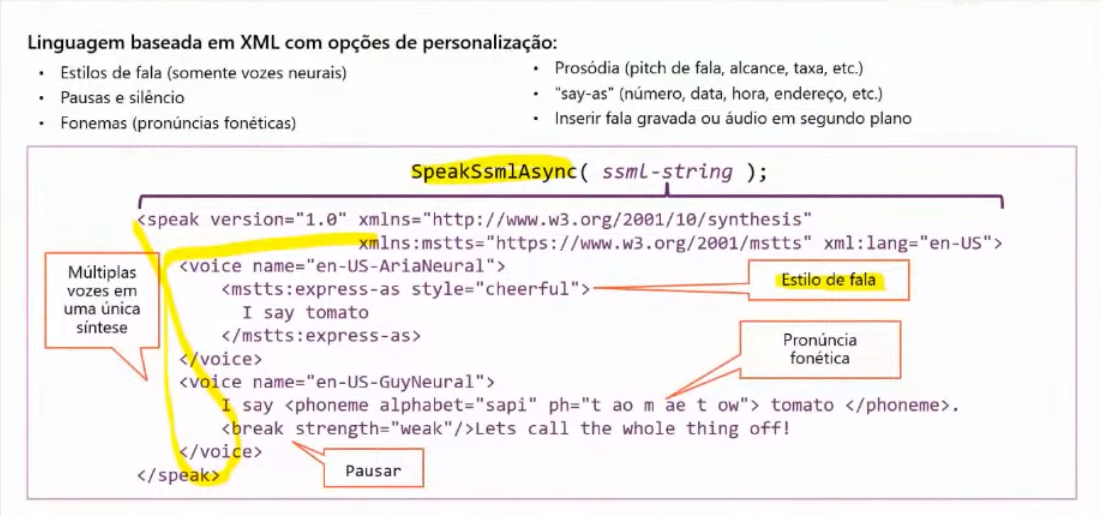 Linguagem baseada em XML com opções de personalização:
• Estilos de fala (somente vozes neurais)
• Pausas e silêncio
• Fonemas (pronúncias fonéticas)
• Prosódia (pitch de fala, alcance, taxa, etc.)
• "say-as" (número, data, hora, endereço, etc.)
• Inserir fala gravada ou áudio em segundo plano
SpeakSsmlAsync( ssml-string );
<speak version="1.0" xmlns="http://www.w3.org/2001/10/synthesis"
xmlns:mstts="https://www.w3.org/2001/mstts" xml:lang="en-US">
<voice name="en-US-AriaNeural">
<mstts:express-as style="cheerful">
I say tomato
</mstts:express-as>
</voice>
<voice name="en-US-GuyNeural">
I say <phoneme alphabet="sapi" ph="t ao m ae t ow"> tomato </phoneme>.
<break strength="weak"/>Lets call the whole thing off!
</voice>
</speak>
Múltiplas
vozes em
uma única
síntese
Estilo de fala
Pronúncia
fonética
Pausar